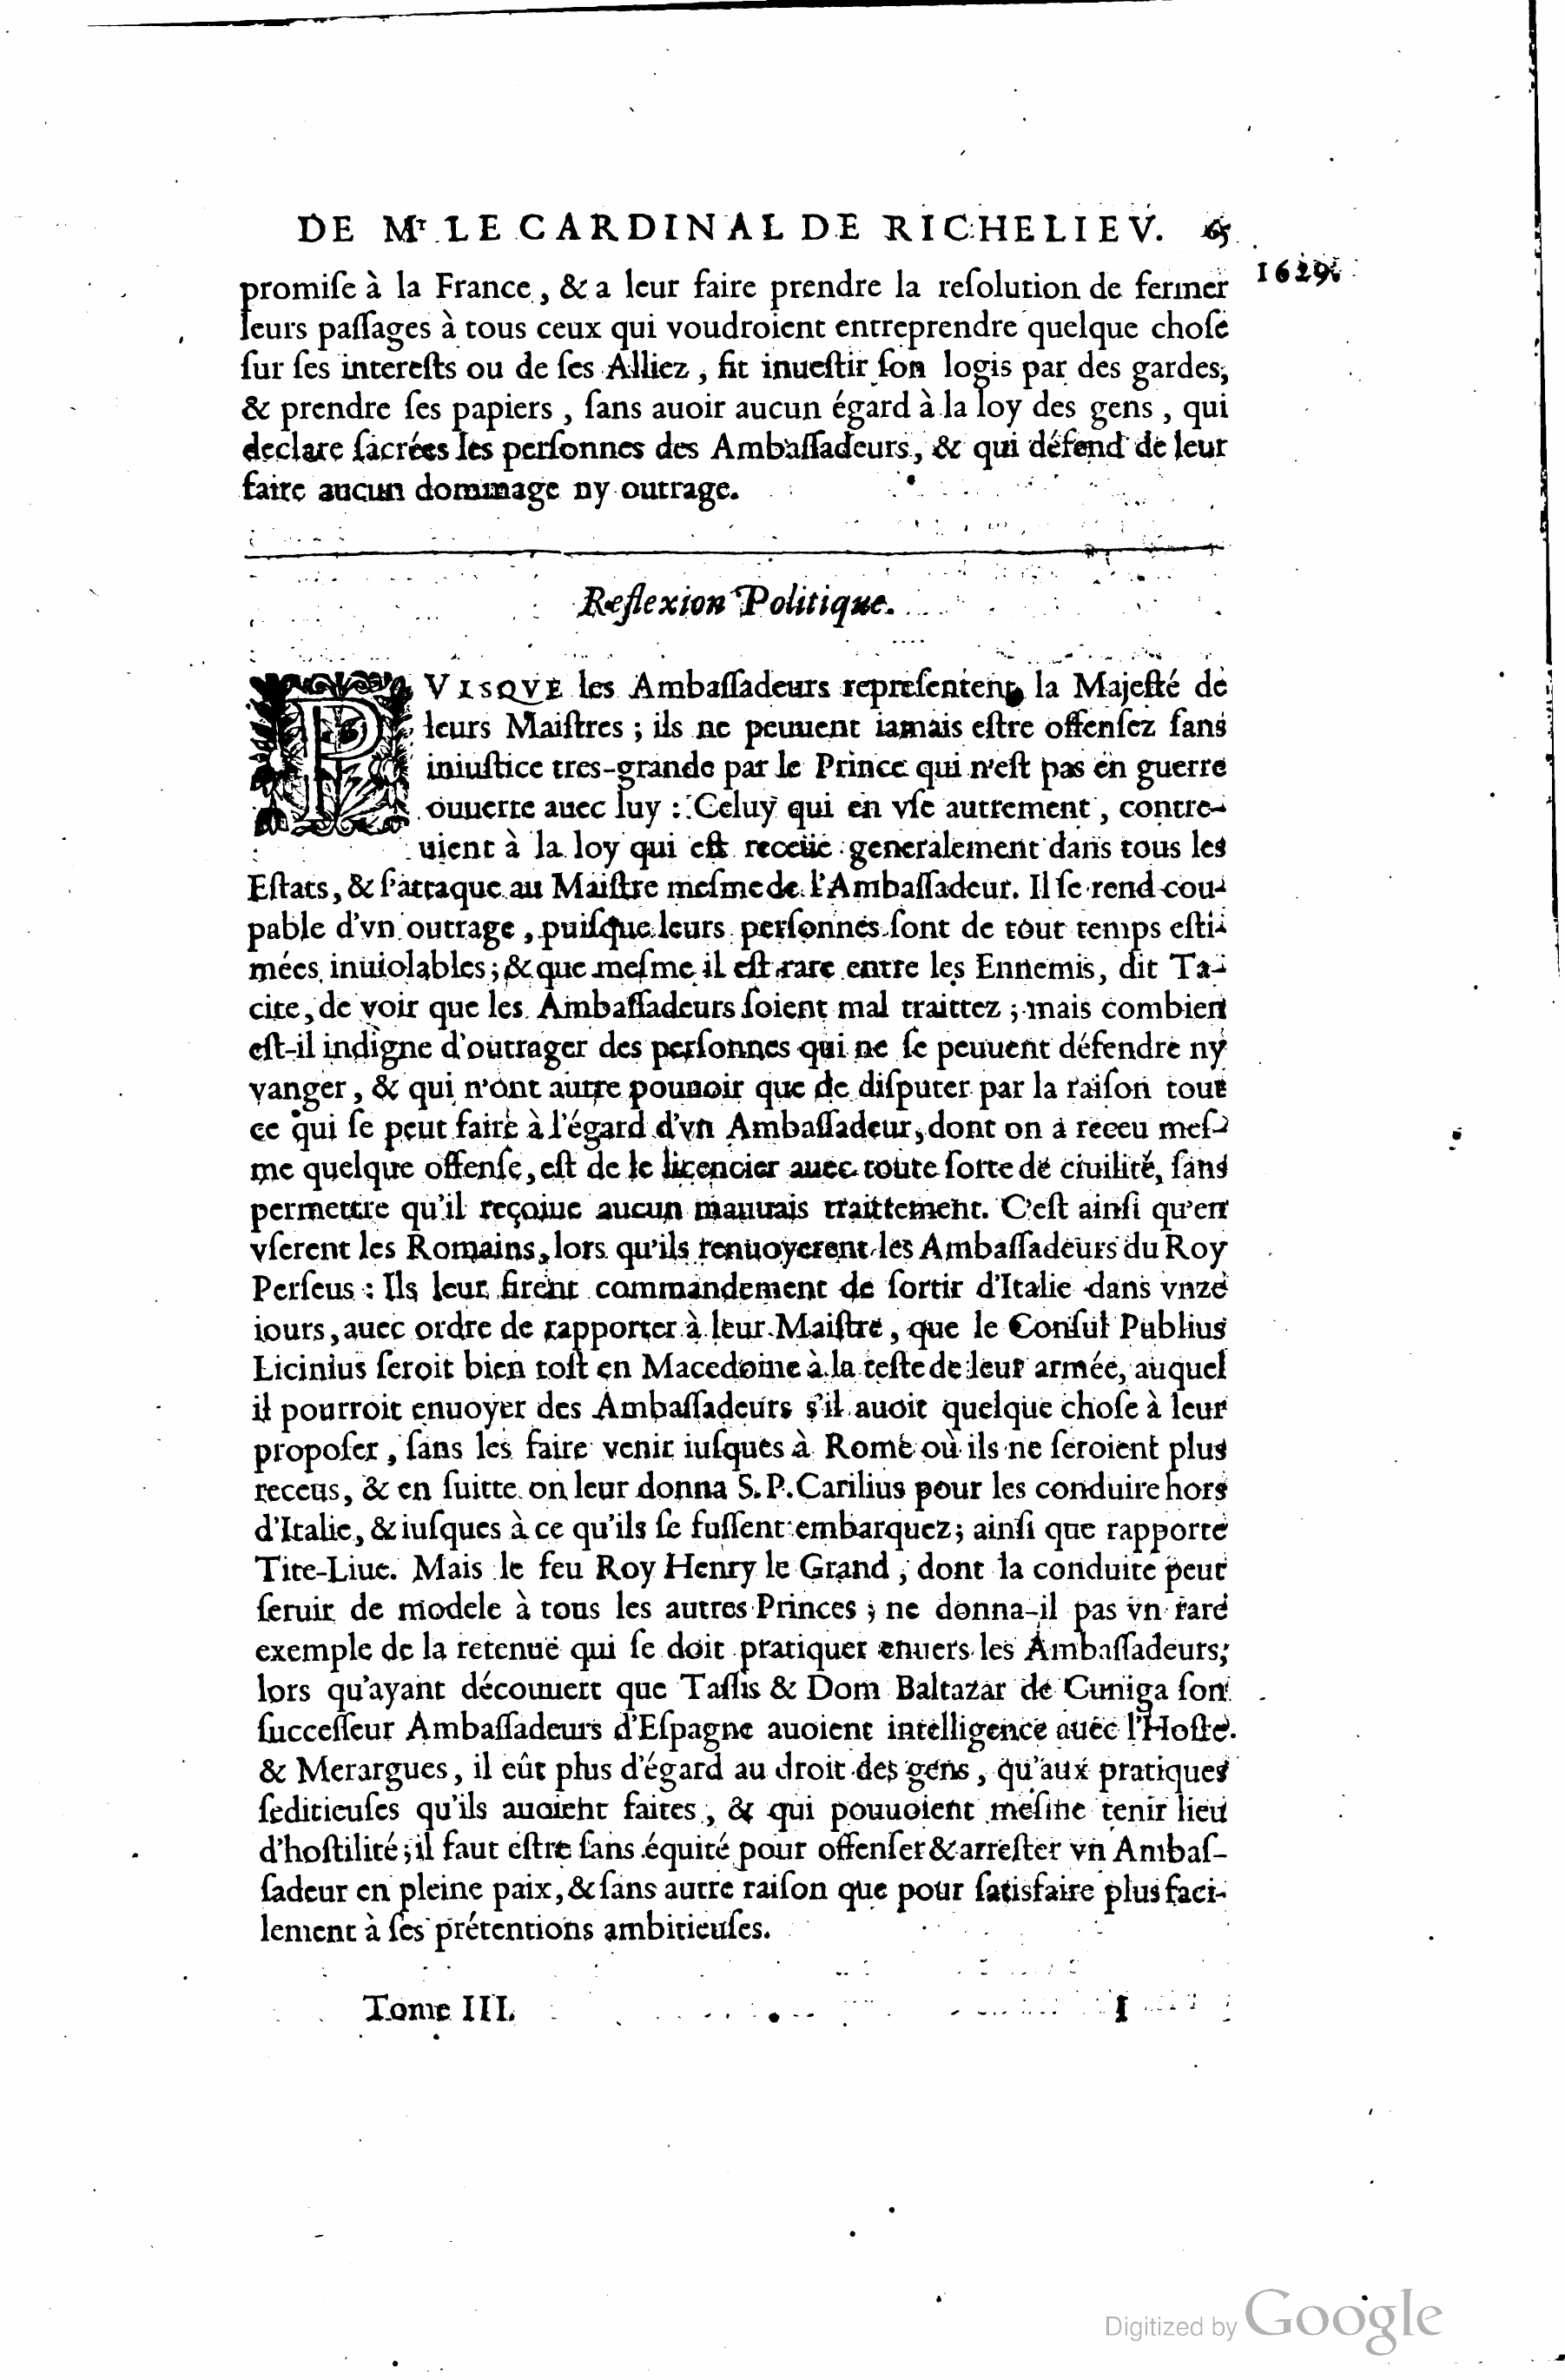 DE Mr LE CARDINAL DE RICHELIEV. 65
1629.
promiſe à la France, & a leur faire prendre la reſolution de fermer
leurs paſſages à tous ceux qui voudroient entreprendre quelque choſe
ſur ſes intereſts ou de ſes Alliez, fit inueſtir ſon logis par des gardes,
& prendre ſes papiers, ſans auoir aucun égard à la loy des gens, qui
declare ſacrées les perſonnes des Ambaſſadeurs, & qui défend de leur
faire aucun dommage ny outrage.
Reflexion Politique.
PVISQVE les Ambaſſadeurs repreſentent la Majeſté de
leurs Maiſtres ; ils ne peuuent iamais eſtre offenſez ſans
iniuſtice tres-grande par le Prince qui n'eſt pas en guerre
ouuerte auec luy : Celuy qui en vſe autrement, contre-
uient à la loy qui eſt receüe generalement dans tous les
Eſtats, & ſ'attaque au Maiſtre meſme de l'Ambaſſadeur. Il ſe rend cou-
pable d'vn outrage, puiſque leurs perſonnes ſont de tout temps eſti-
mées inuiolables ; & que meſme il eſt rare entre les Ennemis, dit Ta-
cite, de voir que les Ambaſſadeurs ſoient mal traittez ; mais combien
eſt-il indigne d'outrager des perſonnes qui ne ſe peuuent défendre ny
vanger, & qui n'ont autre pouuoir que de diſputer par la raiſon tout
ce qui ſe peut faire à l'égard d'vn Ambaſſadeur, dont on a receu meſ-
me quelque offenſe, eſt de le licencier auec toute ſorte de ciuilité, ſans
permettre qu'il reçoiue aucun mauuais traittement. C'eſt ainſi qu'en
vſerent les Romains, lors qu'ils renuoyerent les Ambaſſadeurs du Roy
Perſeus : Ils leur firent commandement de ſortir d'Italie dans vnze
iours, auec ordre de rapporter à leur Maiſtre, que le Conſul Publius
Licinius ſeroit bien toſt en Macedoine à la teſte de leur armée, auquel
il pourroit enuoyer des Ambaſſadeurs s'il auoit quelque choſe à leur
propoſer, ſans les faire venir iuſques à Rome où ils ne ſeroient plus
receus, & en ſuitte on leur donna S. P. Carilius pour les conduire hors
d'Italie, & iuſques à ce qu'ils ſe fuſſent embarquez ; ainſi que rapporte
Tite-Liue. Mais le feu Roy Henry le Grand, dont la conduite peut
ſeruir de modele à tous les autres Princes ; ne donna-il pas vn rare
exemple de la retenuë qui ſe doit pratiquer enuers les Ambaſſadeurs;
lors qu'ayant découuert que Taſſis & Dom Baltazar de Cuniga ſon
ſucceſſeur Ambaſſadeurs d'Eſpagne auoient intelligence auec l'Hoſte
& Merargues, il eût plus d'égard au droit des gens, qu'aux pratiques
ſeditieuſes qu'ils auoient faites, & qui pouuoient meſme tenir lieu
d'hoſtilité ; il faut eſtre ſans équité pour offenſer & arreſter vn Ambaſ-
ſadeur en pleine paix, & ſans autre raiſon que pour ſatisfaire plus faci-
lement à ſes prétentions ambitieuſes.
Tome III. I
Digitized by Google